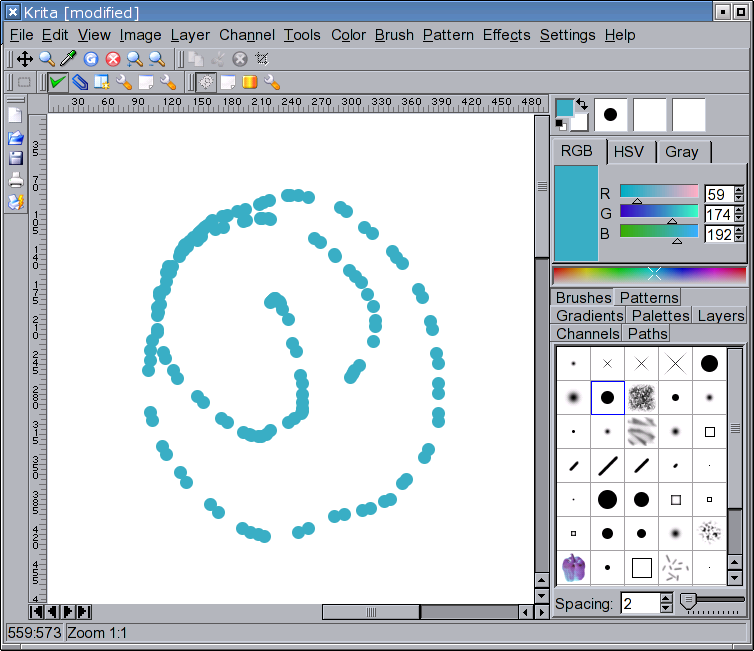 Krita [modified]
File Edit View Image Layer Channel Tools Color Brush Pattern Effects Settings Help
30 60 90 120 150 180 210 240 270 300 330 360 390 420 450 480
35
70
105
140
175
210
245
280
315
350
385
420
455
4
RGB HSV Gray
R 59
G 174
B 192
Brushes Patterns
Gradients Palettes Layers
Channels Paths
Spacing: 2
559:573 Zoom 1:1